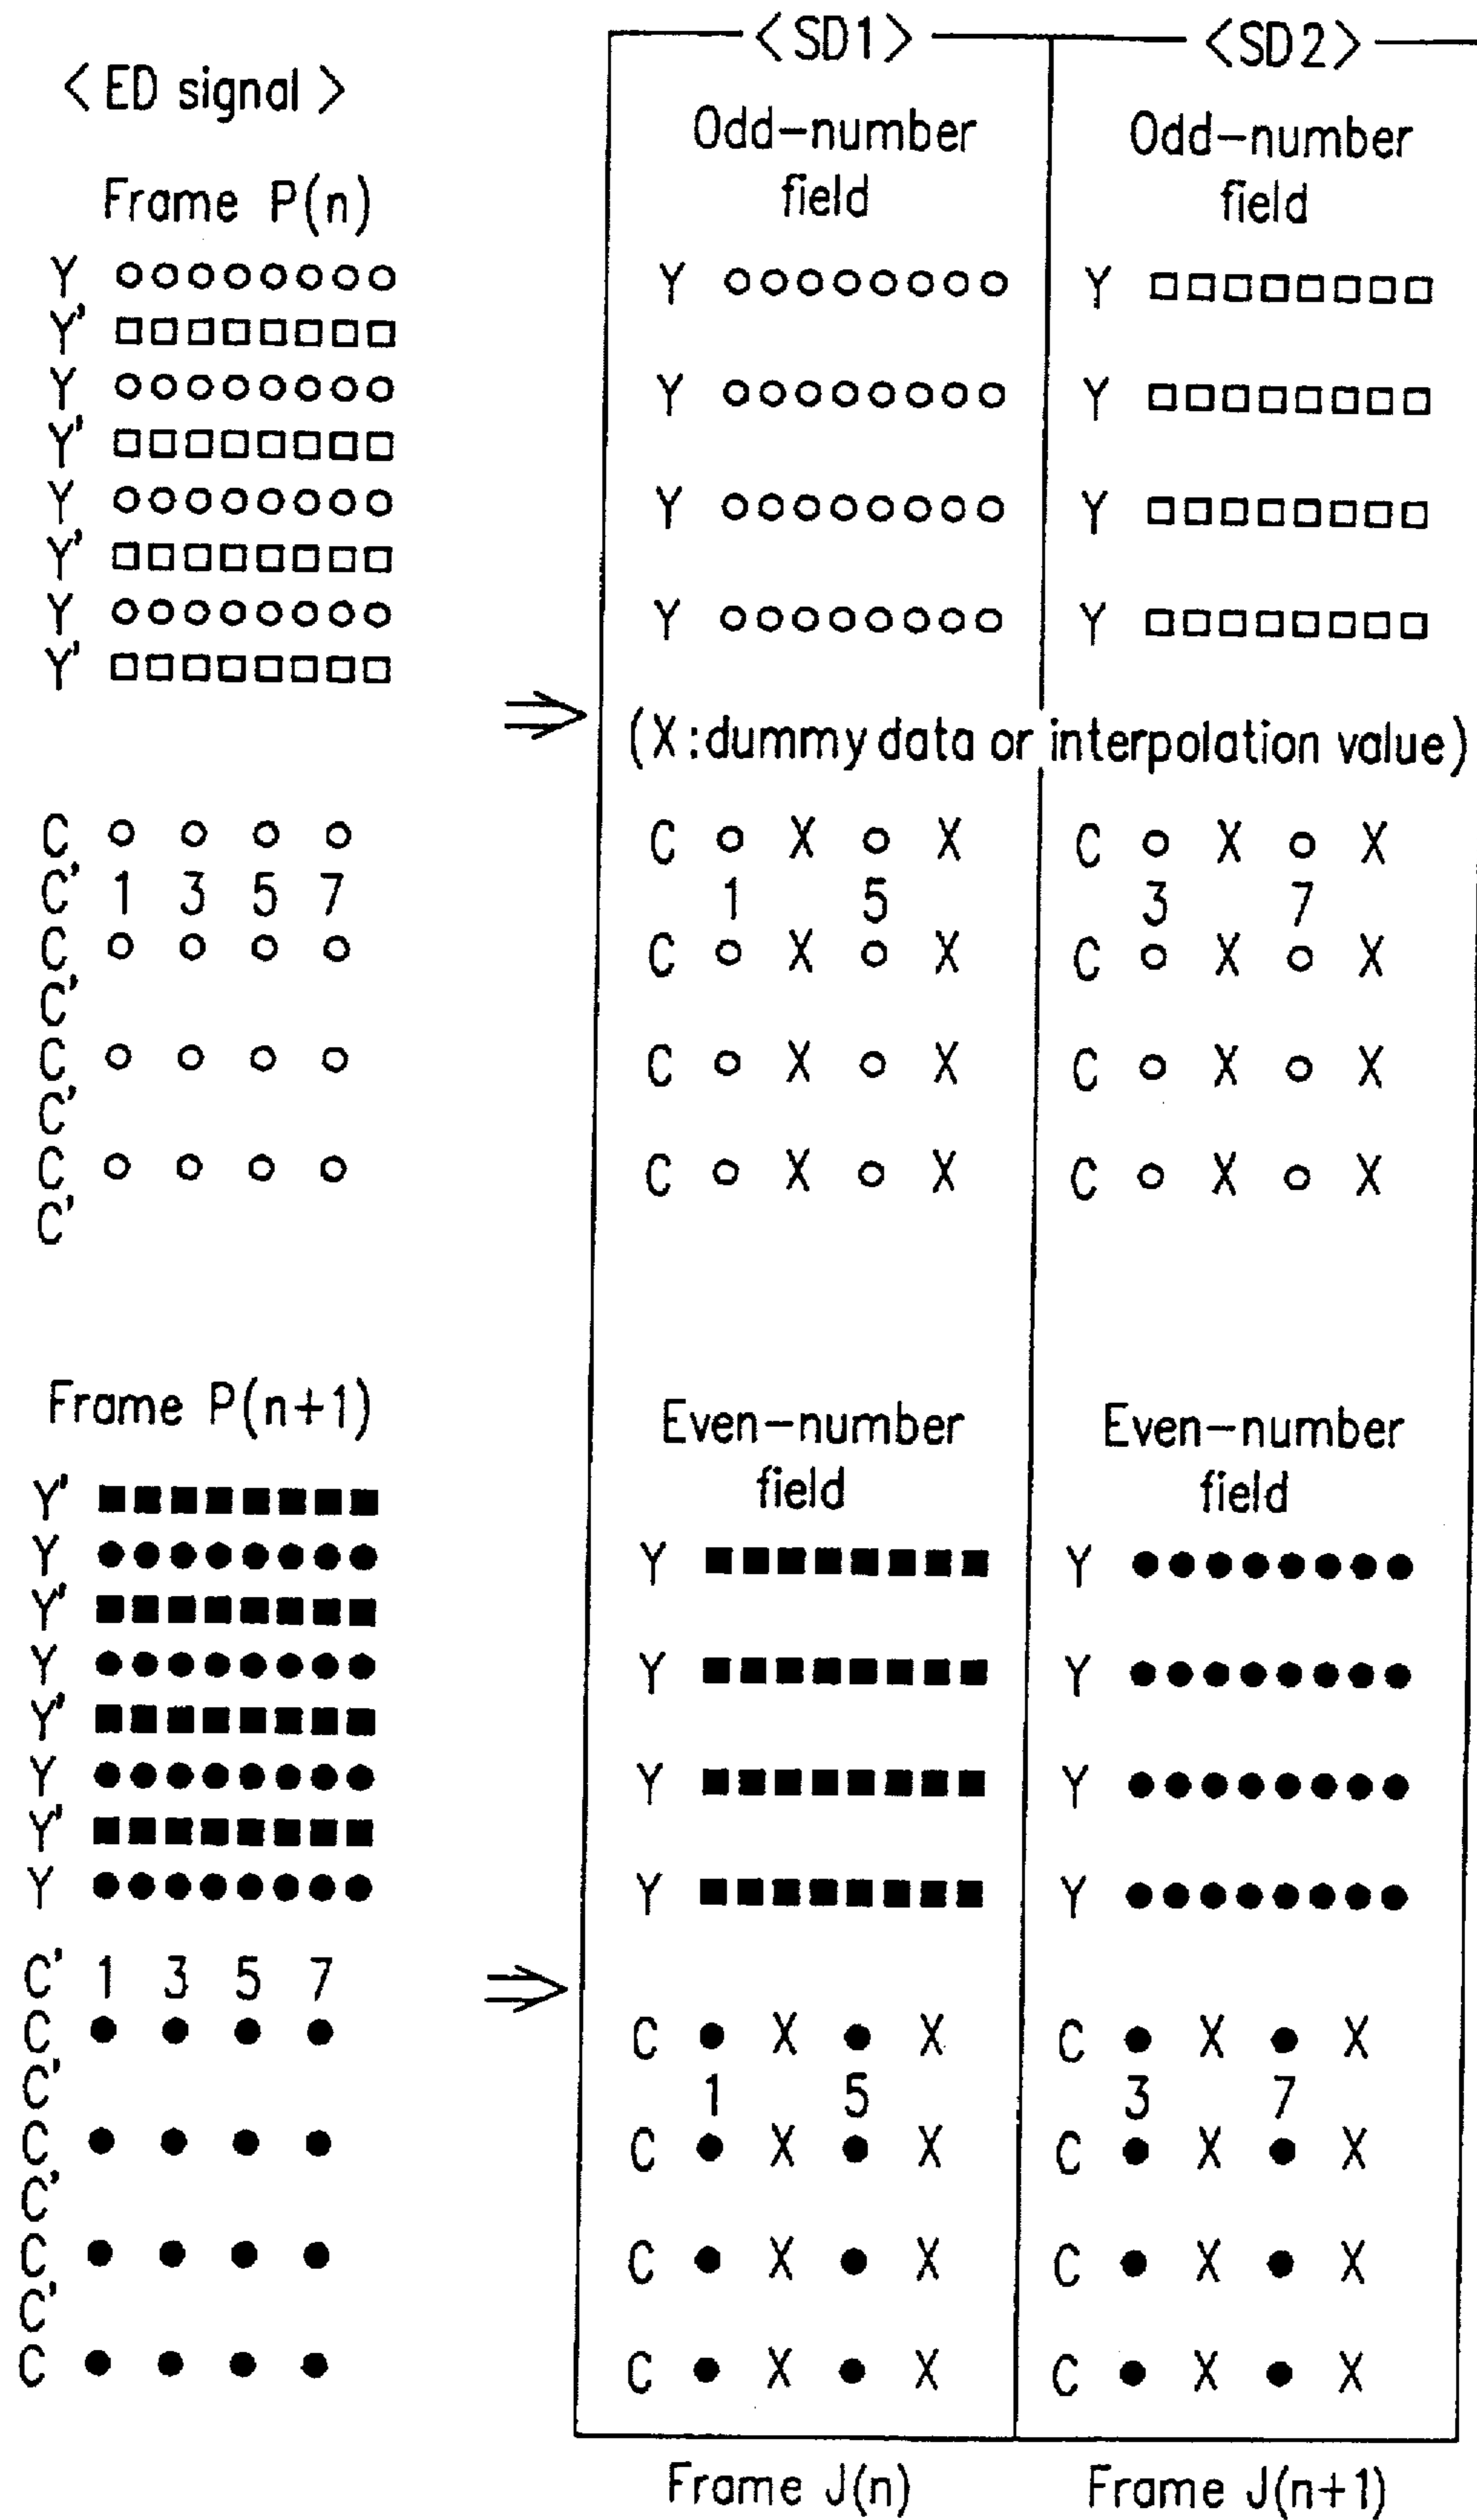 <ED signal>
Frame P(n)
Y
Y'
Y
Y'
Y
Y'
Y
Y'
C
C' 1 3 5 7
C
C'
C
C'
C
C'
Frame P(n+1)
Y'
Y
Y'
Y
Y'
Y
Y'
Y
C' 1 3 5 7
C
C'
C
C'
C
C'
C
<SD1>
Odd-number
field
Y
Y
Y
Y
<SD2>
Odd-number
field
Y
Y
Y
Y
(X:dummy data or interpolation value)
C X X
1 5
C X X
C X X
C X X
C X X
3 7
C X X
C X X
C X X
Even-number
field
Y
Y
Y
Y
C X X
1 5
C X X
C X X
C X X
Frame J(n)
Even-number
field
Y
Y
Y
Y
C X X
3 7
C X X
C X X
C X X
Frame J(n+1)